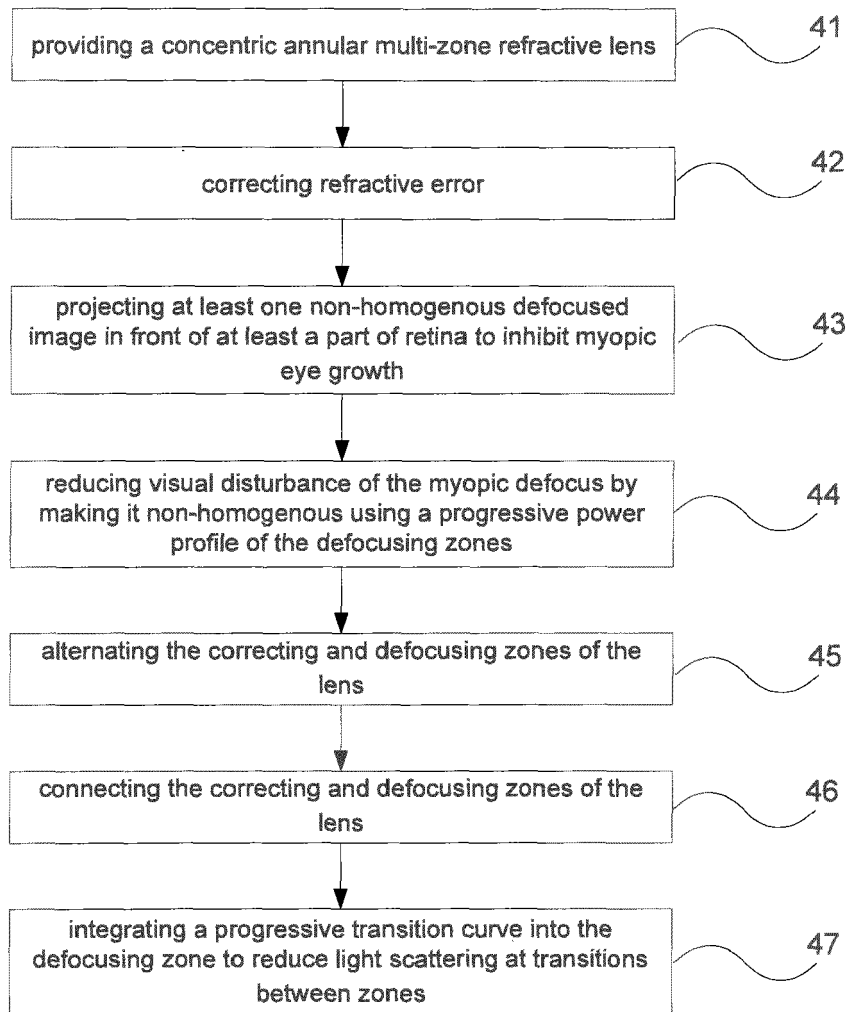 providing a concentric annular multi-zone refractive lens
41
correcting refractive error
42
projecting at least one non-homogenous defocused
image in front of at least a part of retina to inhibit myopic
eye growth
43
reducing visual disturbance of the myopic defocus by
making it non-homogenous using a progressive power
profile of the defocusing zones
44
alternating the correcting and defocusing zones of the
lens
45
connecting the correcting and defocusing zones of the
lens
46
integrating a progressive transition curve into the
defocusing zone to reduce light scattering at transitions
between zones
47